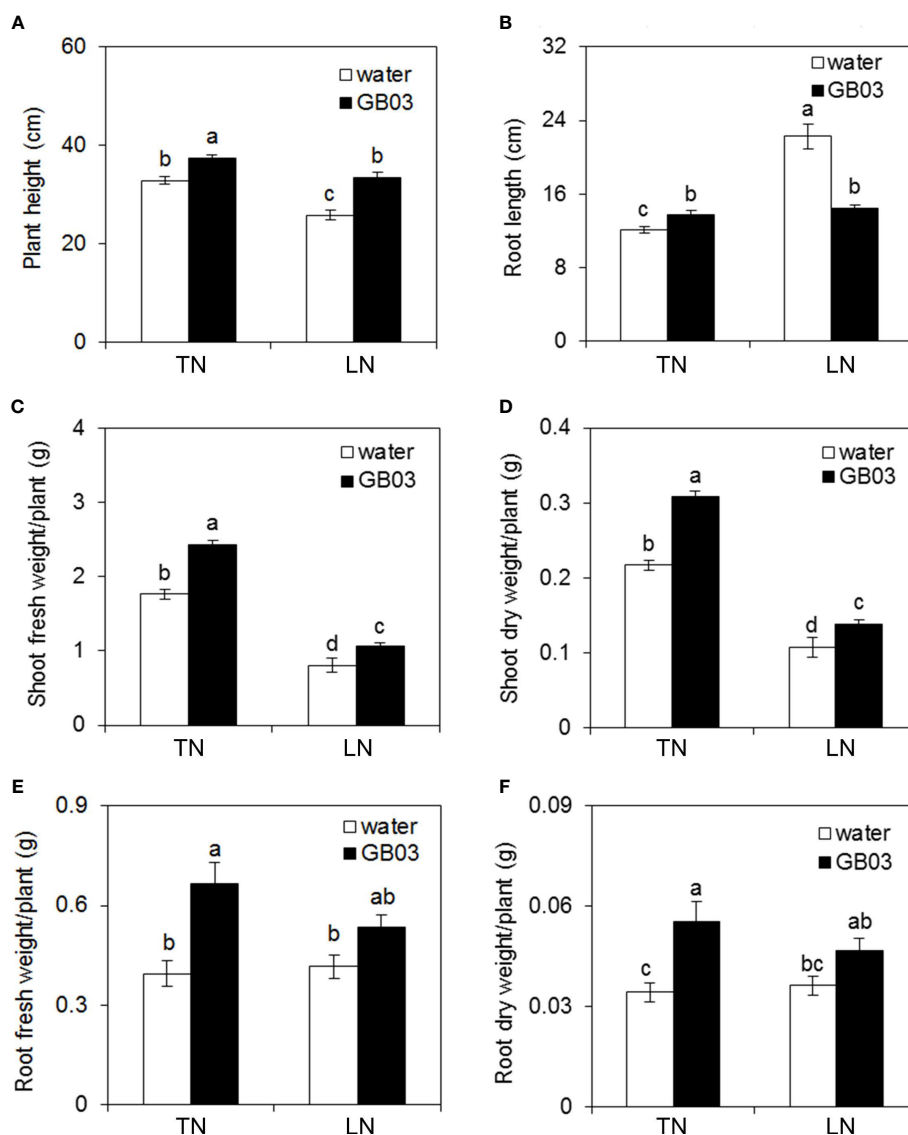 A
Plant height (cm)
60
40
20
0
water
GB03
b
a
c
b
TN
LN
B
Root length (cm)
32
24
16
8
0
water
GB03
c
b
a
b
TN
LN
C
Shoot fresh weight/plant (g)
4
3
2
1
0
water
GB03
b
a
d
c
TN
LN
D
Shoot dry weight/plant (g)
0.4
0.3
0.2
0.1
0
water
GB03
b
a
d
c
TN
LN
E
Root fresh weight/plant (g)
0.9
0.6
0.3
0
water
GB03
b
a
b
ab
TN
LN
F
Root dry weight/plant (g)
0.09
0.06
0.03
0
water
GB03
c
a
bc
ab
TN
LN